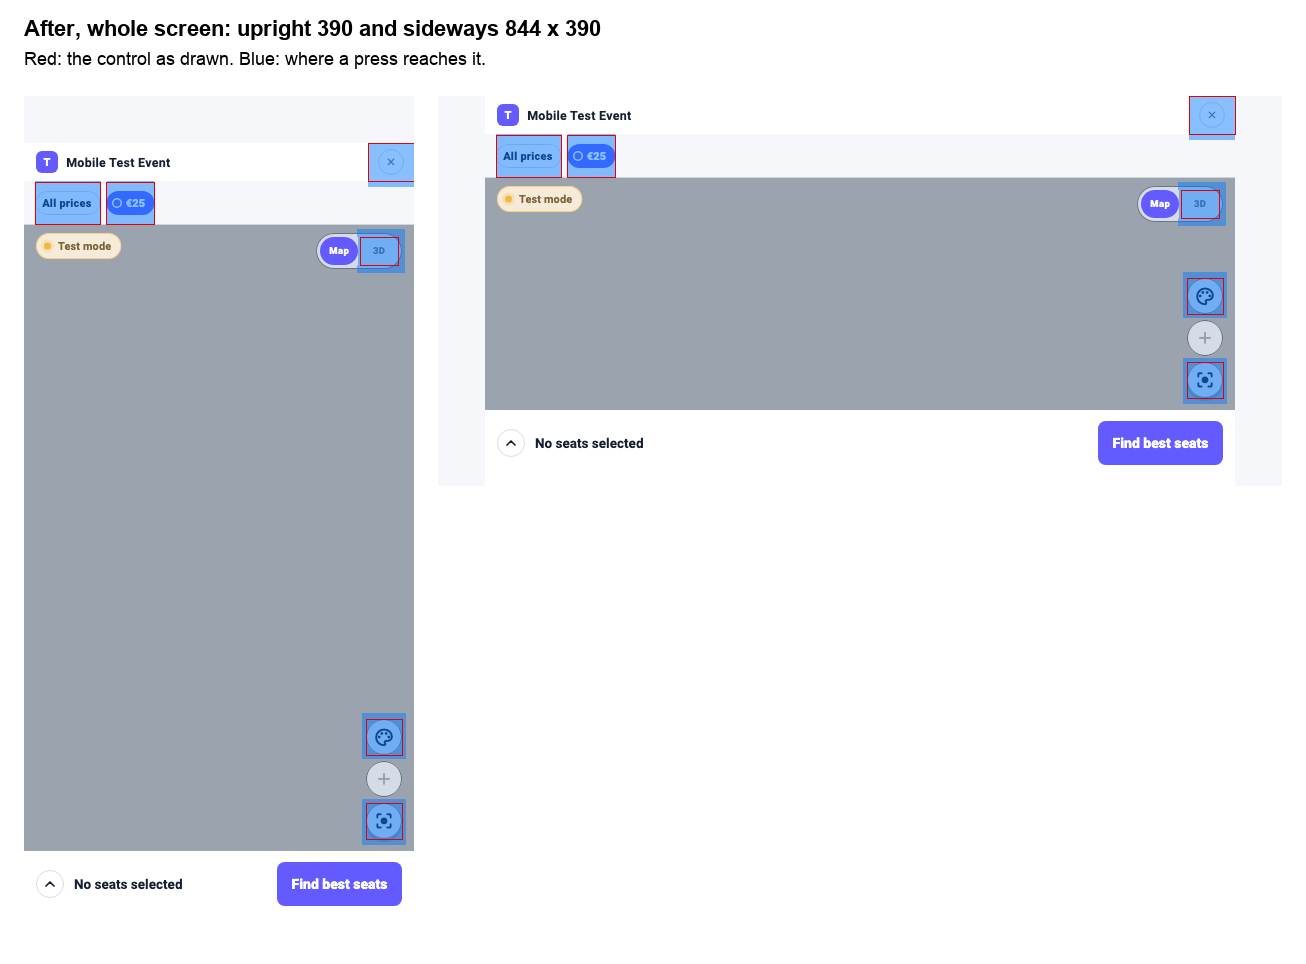 After, whole screen: upright 390 and sideways 844 x 390
Red: the control as drawn. Blue: where a press reaches it.
T Mobile Test Event
All prices €25
Test mode
Map 3D
No seats selected
Find best seats
T Mobile Test Event
All prices €25
Test mode
Map 3D
No seats selected
Find best seats